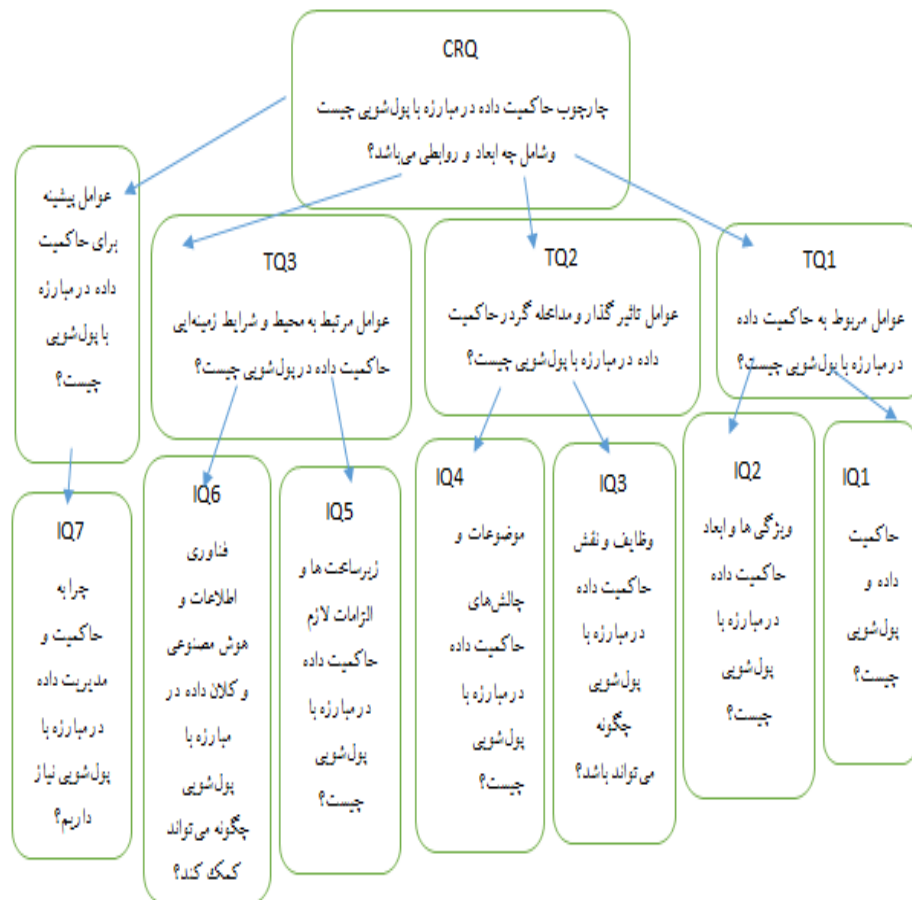 CRQ
چارچوب حاکمیت داده در مبارزه با پول‌شویی چیست
وشامل چه ابعاد و روابطی می‌باشد؟
TQ1
عوامل مربوط به حاکمیت داده
در مبارزه با پول‌شویی چیست؟
TQ2
عوامل تاثیر گذار و مداخله گر در حاکمیت
داده در مبارزه با پول‌شویی چیست؟
TQ3
عوامل مرتبط به محیط و شرایط زمینه‌ایی
حاکمیت داده در پول‌شویی چیست؟
عوامل پیشینه
برای حاکمیت
داده در مبارزه
با پول‌شویی
چیست؟
IQ1
حاکمیت
داده و
پول‌شویی
چیست؟
IQ2
ویژگی ها و ابعاد
حاکمیت داده
در مبارزه با
پول‌شویی
چیست؟
IQ3
وظایف و نقش
حاکمیت داده
در مبارزه با
پول‌شویی
چگونه
می‌تواند باشد؟
IQ4
موضوعات و
چالش‌های
حاکمیت داده
در مبارزه با
پول‌شویی
چیست؟
IQ5
زیرساخت ها و
الزامات لازم
حاکمیت داده
در مبارزه با
پول‌شویی
چیست؟
IQ6
فناوری
اطلاعات و
هوش مصنوعی
و کلان داده در
مبارزه با
پول‌شویی
چگونه می‌تواند
کمک کند؟
IQ7
چرا به
حاکمیت و
مدیریت داده
در مبارزه با
پول‌شویی نیاز
داریم؟